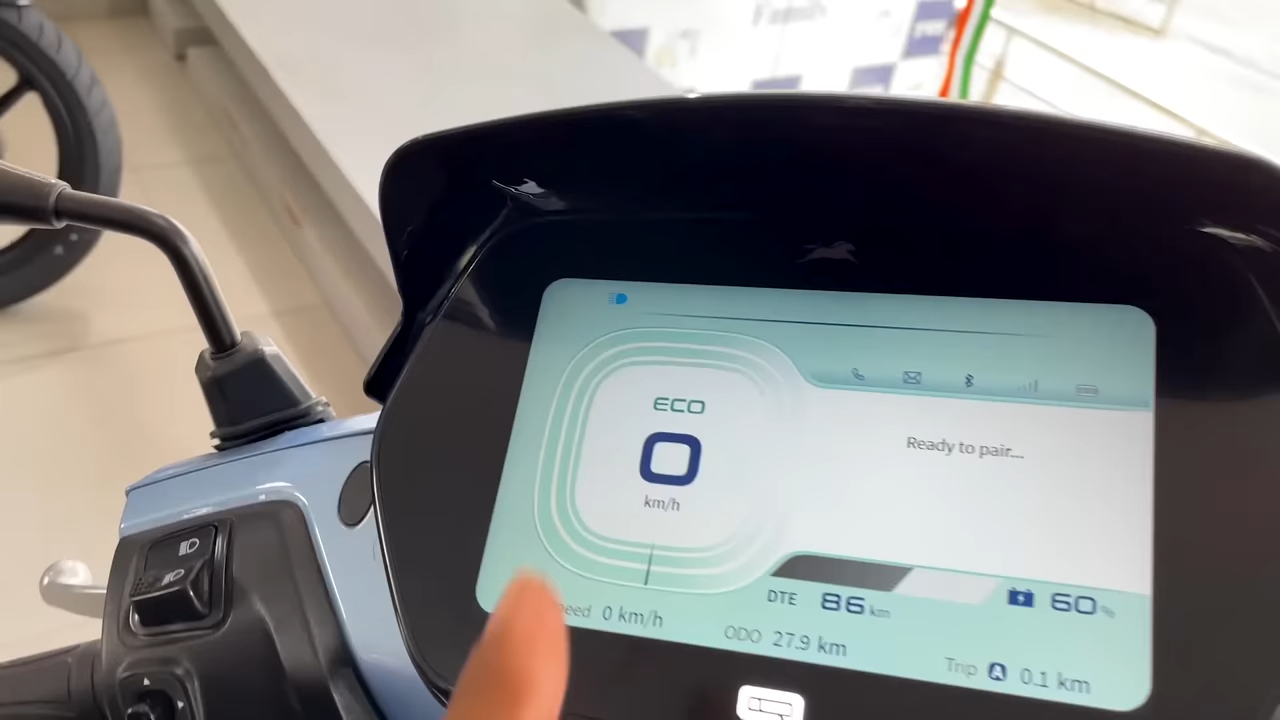 Family
ECO
0
km/h
Ready to pair...
DTE 86 km
60 %
0 km/h
ODO 27.9 km
Trip A 0.1 km